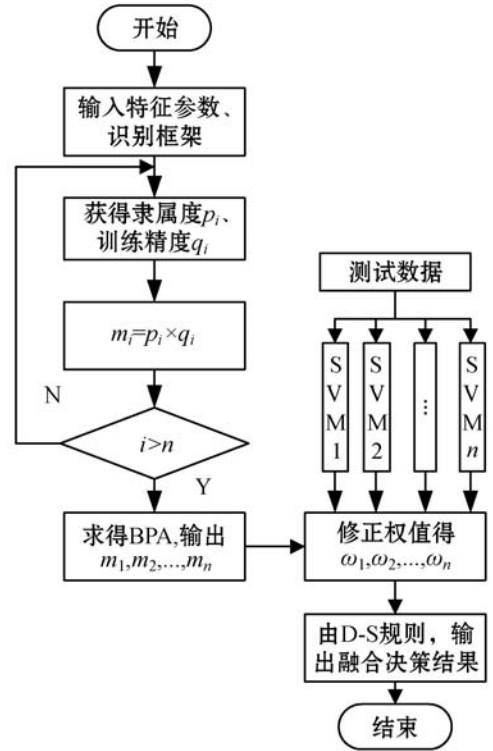 开始
输入特征参数、
识别框架
获得隶属度pᵢ、
训练精度qᵢ
mᵢ=pᵢ×qᵢ
N
i>n
Y
求得BPA,输出
m₁,m₂,...,mₙ
测试数据
SVM1
SVM2
...
SVMn
修正权值得
ω₁,ω₂,...,ωₙ
由D-S规则，输
出融合决策结果
结束